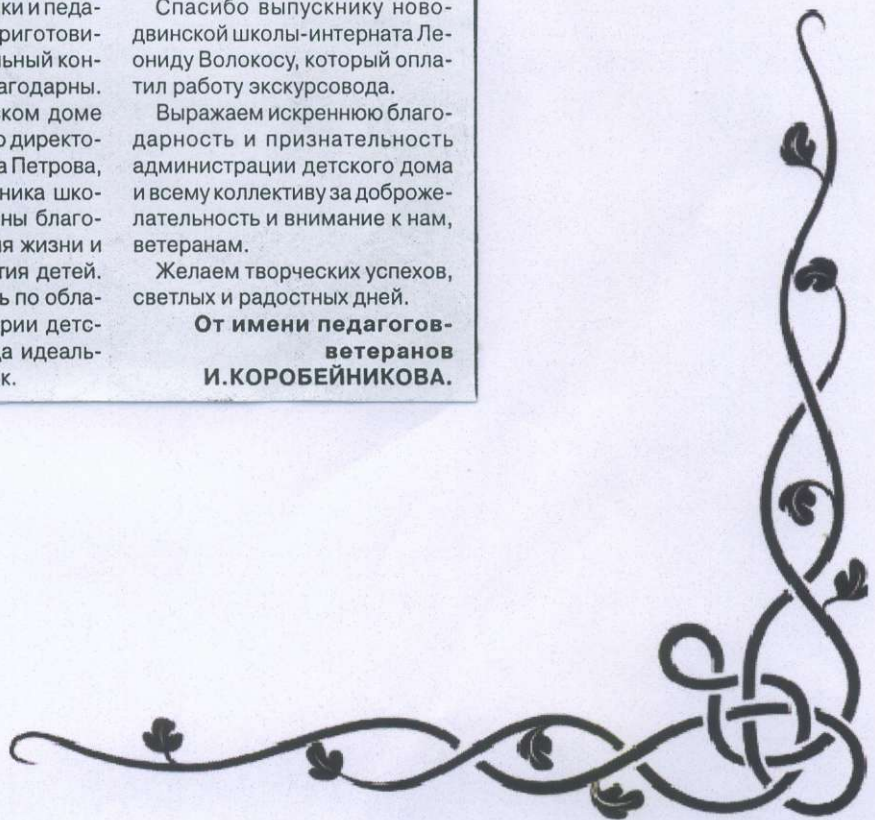 ки и педа-
риготови-
льный кон-
агодарны.
ком доме
о директо-
а Петрова,
ника шко-
ны благо-
ия жизни и
тия детей.
ь по обла-
рии детс-
а идеаль-
к.
Спасибо выпускнику ново-
двинской школы-интерната Ле-
ониду Волокосу, который опла-
тил работу экскурсовода.
Выражаем искреннюю благо-
дарность и признательность
администрации детского дома
и всему коллективу за доброже-
лательность и внимание к нам,
ветеранам.
Желаем творческих успехов,
светлых и радостных дней.
От имени педагогов-
ветеранов
И.КОРОБЕЙНИКОВА.